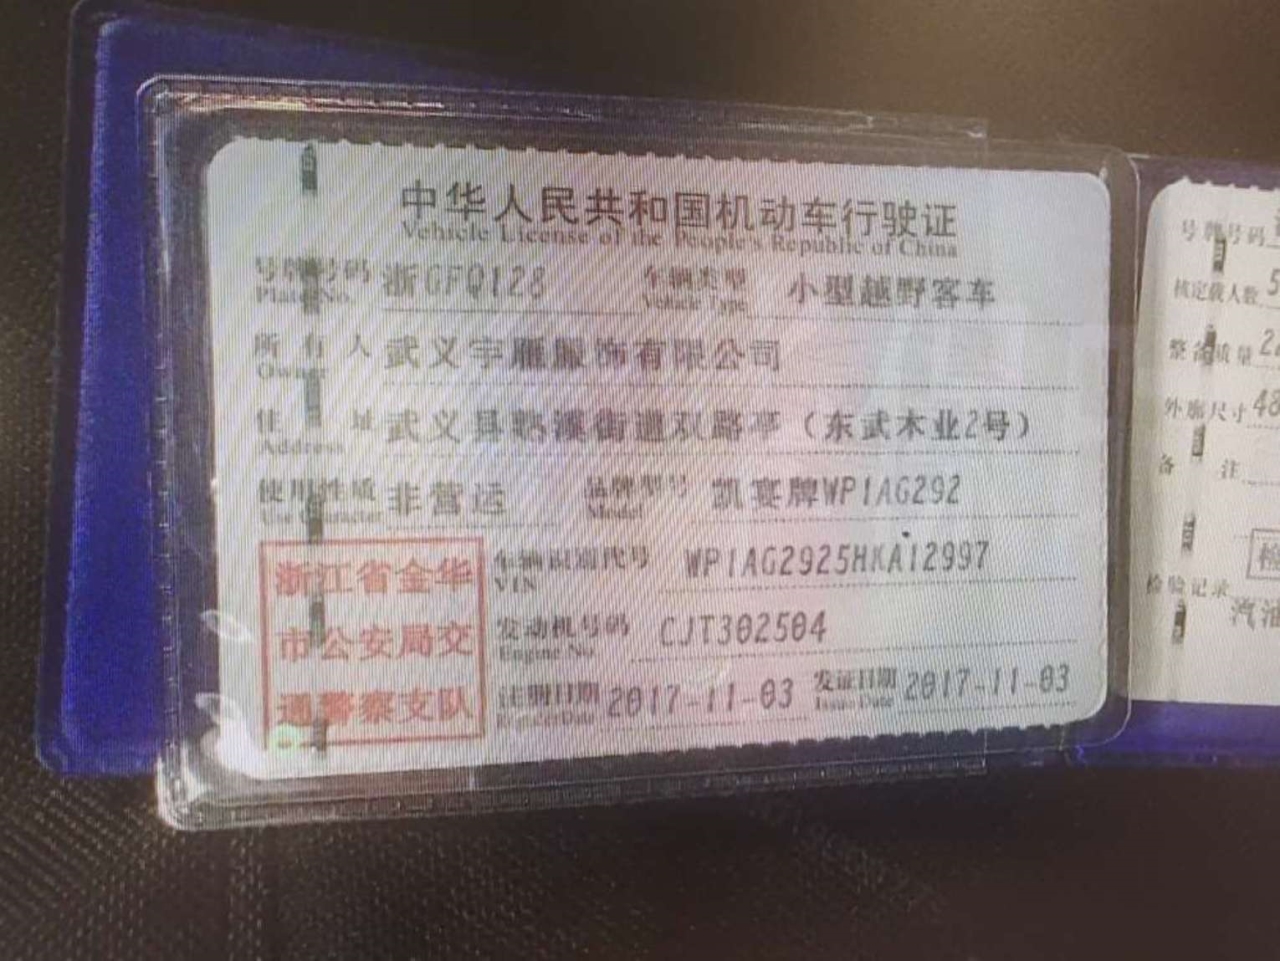 中华人民共和国机动车行驶证
Vehicle License of the People's Republic of China
号牌号码 浙GFQ128 车辆类型 小型越野客车
Plate No. Vehicle Type
所有人 武义宇雁服饰有限公司
Owner
住址 武义县熟溪街道双路亭（东武木业2号）
Address
使用性质 非营运 品牌型号 凯宴牌WP1AG292
Use Character Model
浙江省金华
市公安局交
通警察支队
车辆识别代号 WP1AG2925HKA12997
VIN
发动机号码 CJT302504
Engine No.
注册日期 2017-11-03 发证日期 2017-11-03
Register Date Issue Date
号牌号码
核定载人数 5
整备质量
外廓尺寸 48
备注
检验记录
汽油